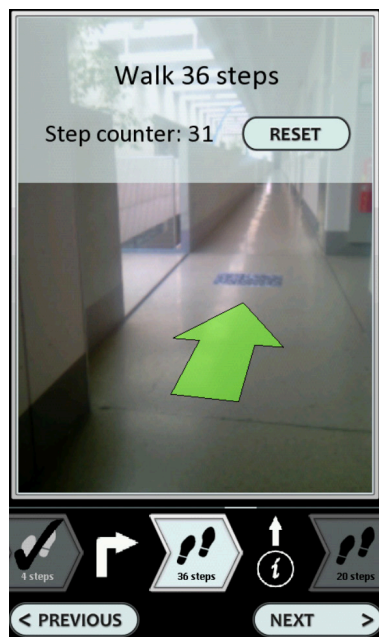 Walk 36 steps
Step counter: 31
RESET
4 steps
36 steps
i
20 steps
< PREVIOUS
NEXT >